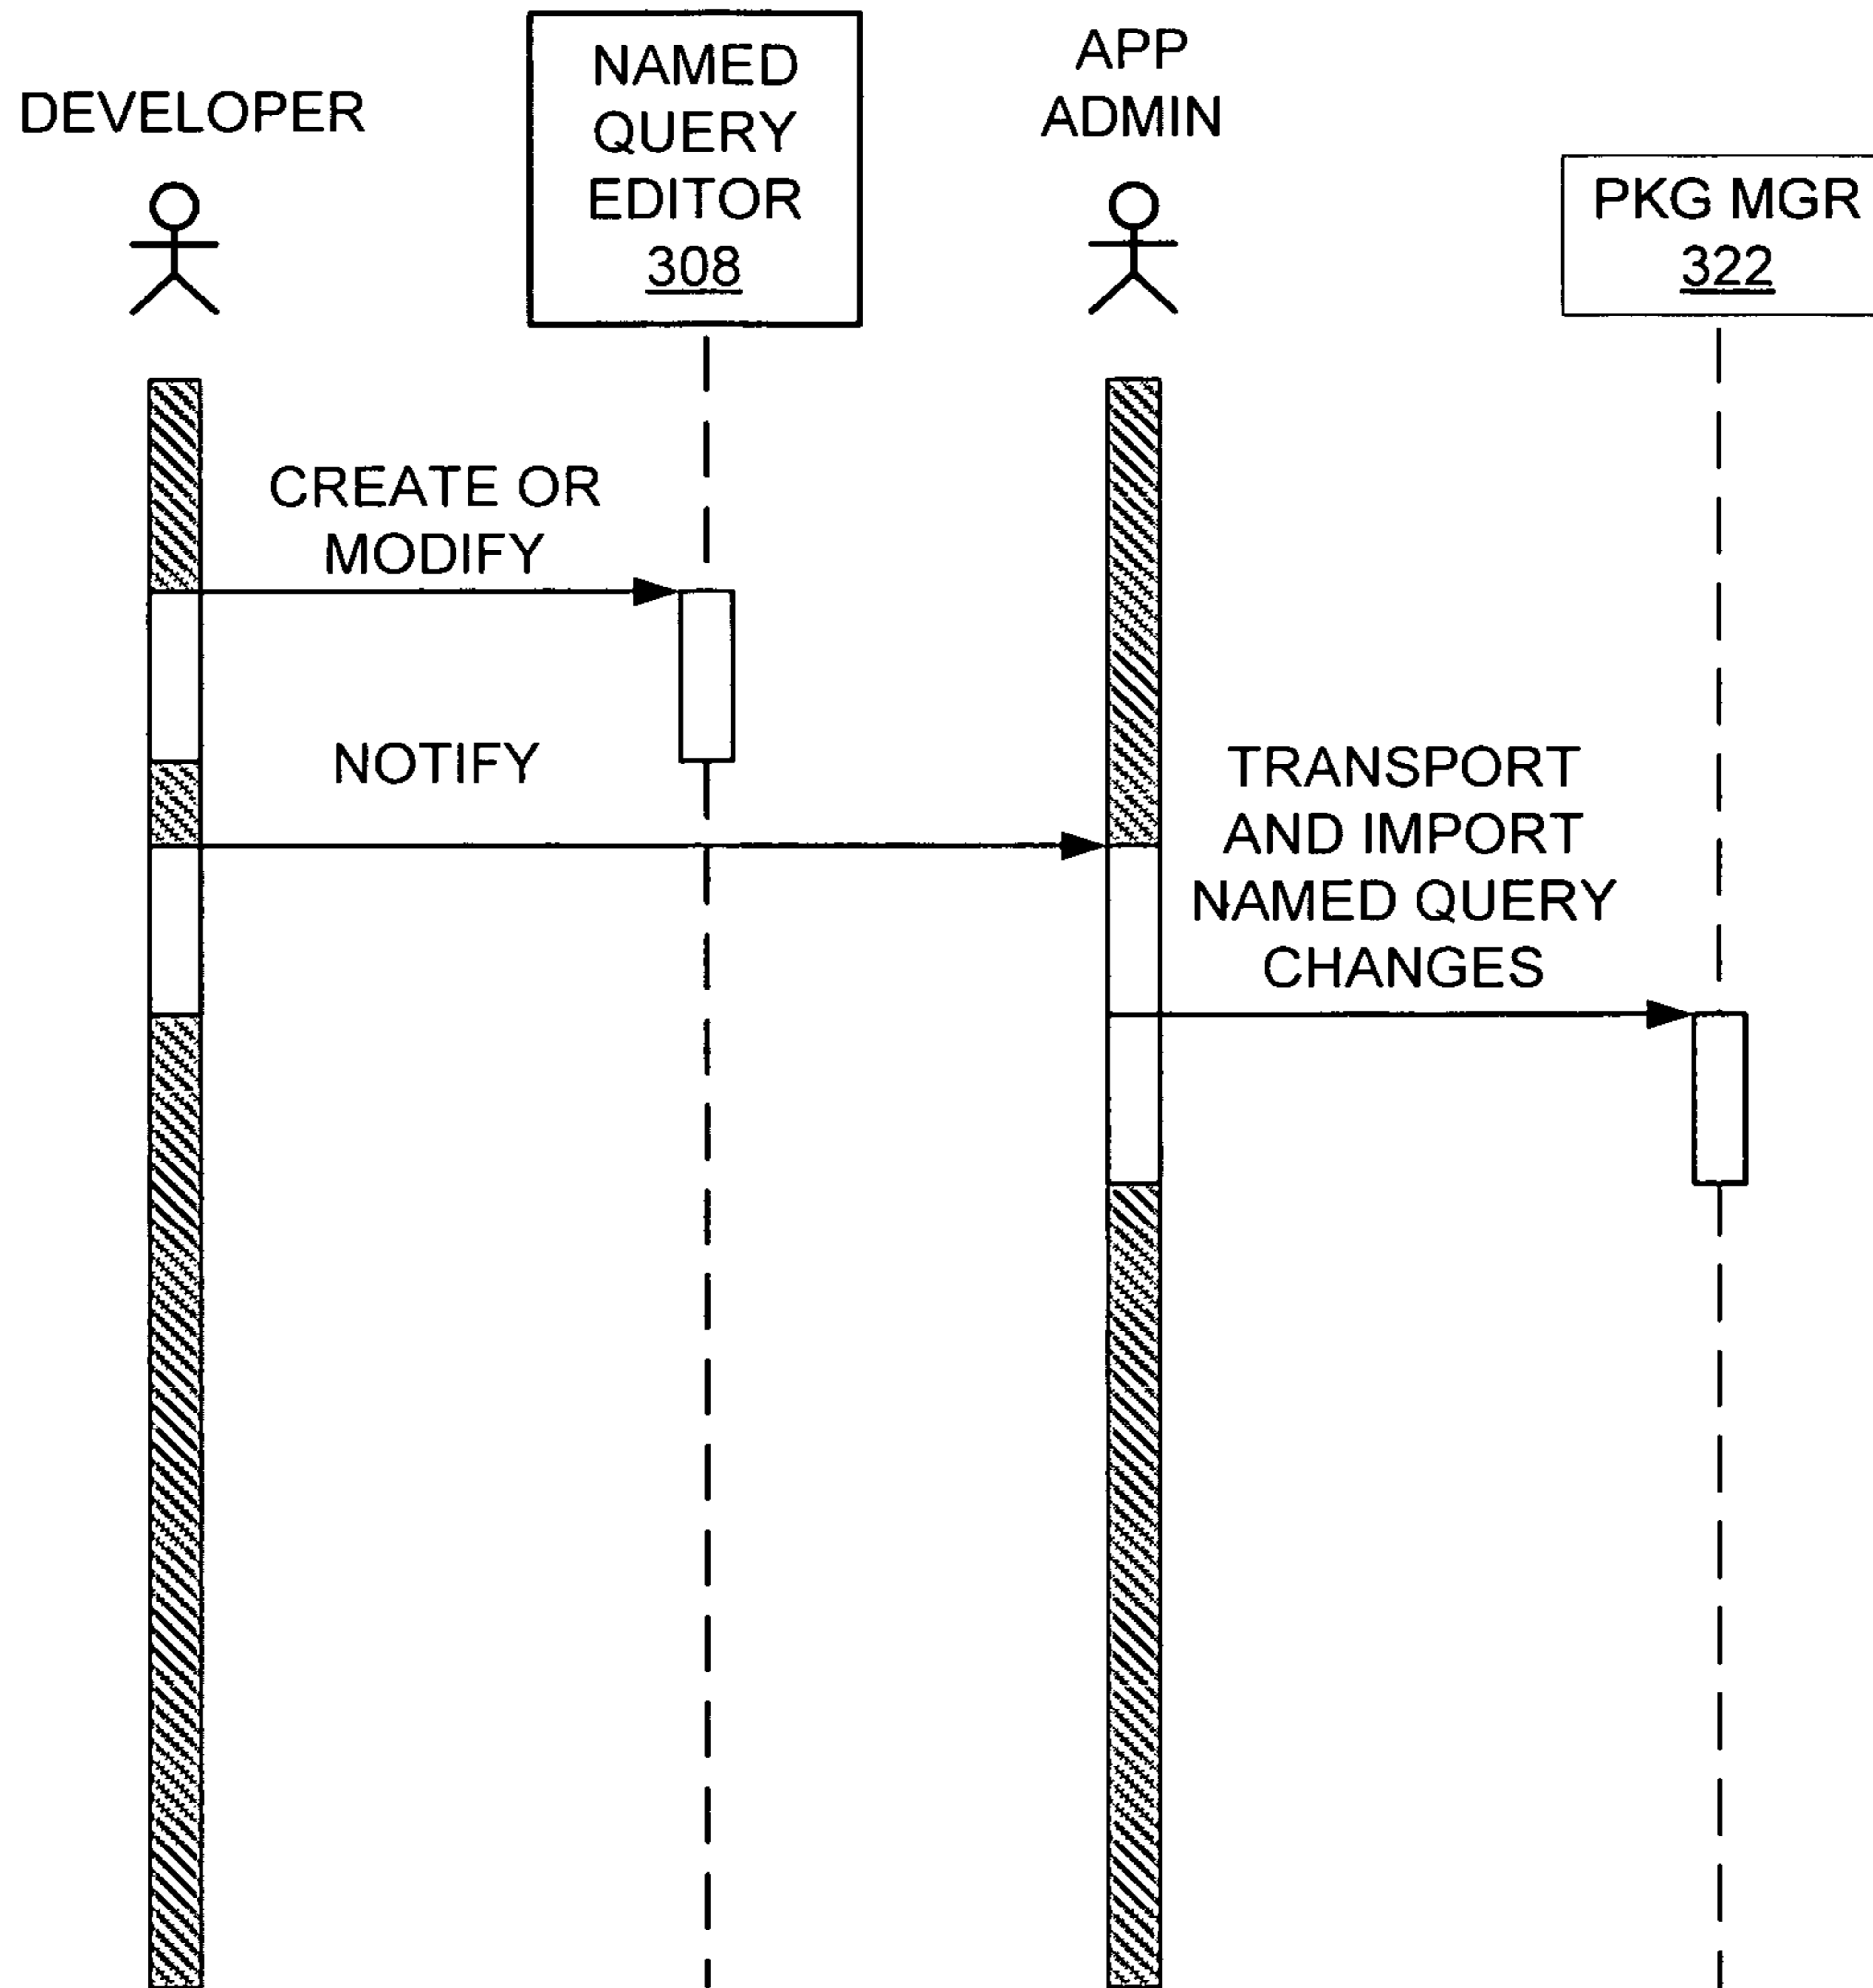 DEVELOPER
NAMED
QUERY
EDITOR
308
APP
ADMIN
PKG MGR
322
CREATE OR
MODIFY
NOTIFY
TRANSPORT
AND IMPORT
NAMED QUERY
CHANGES